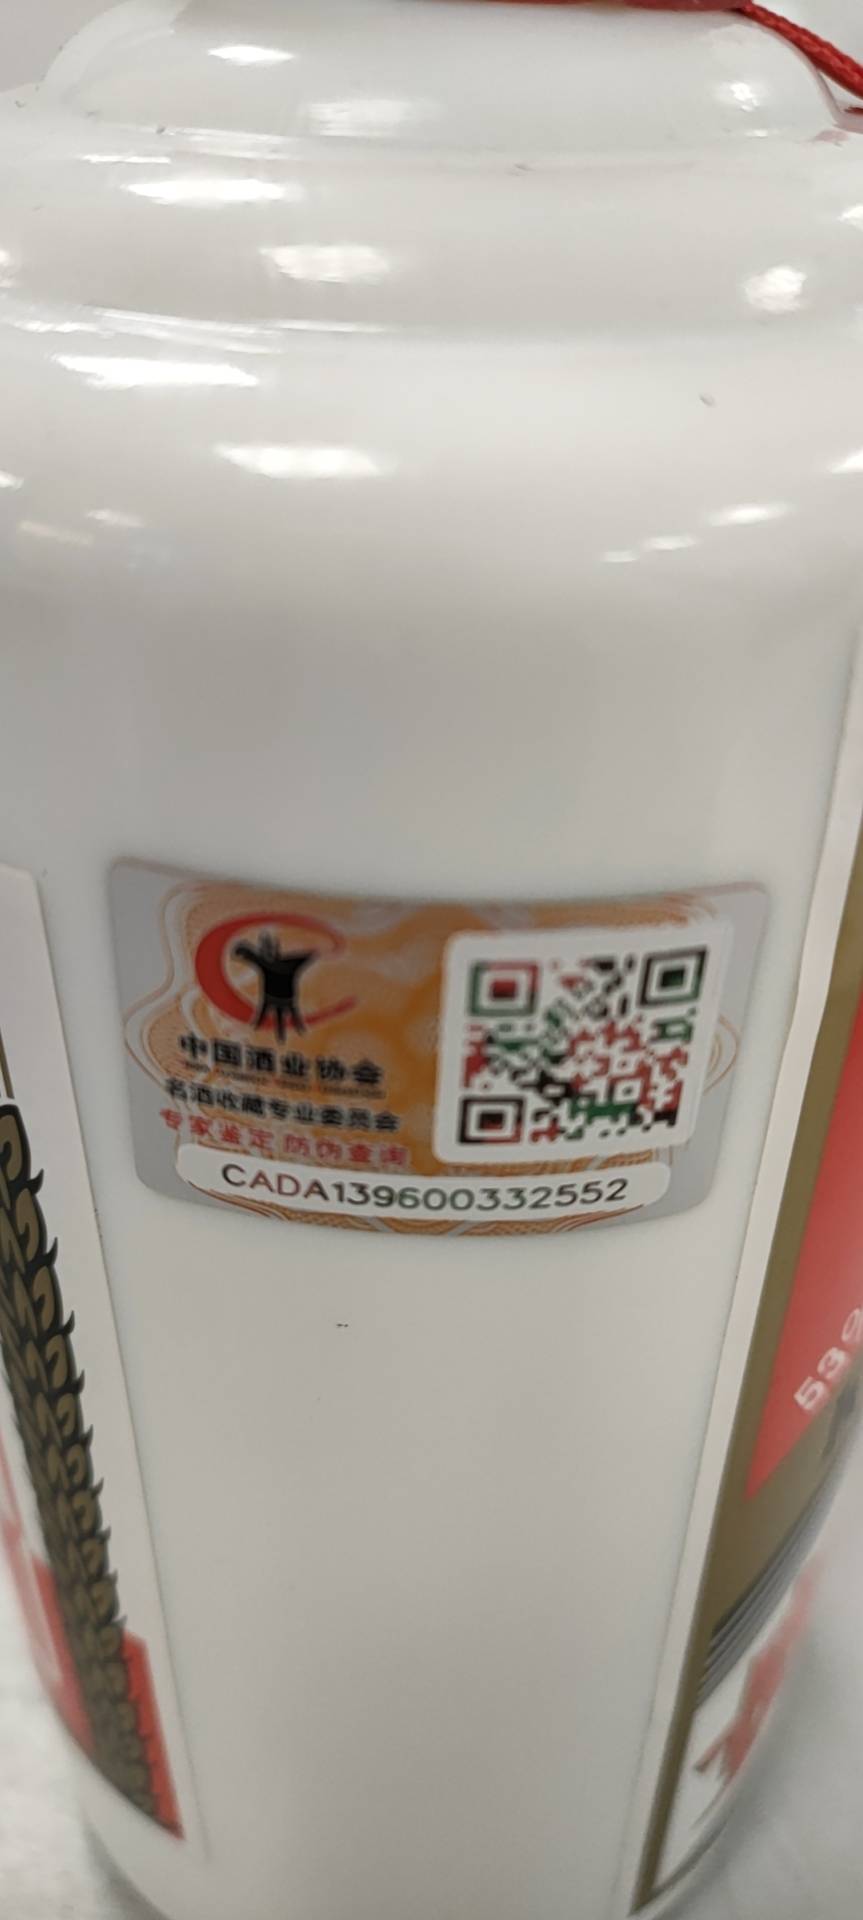 中国酒业协会
名酒收藏专业委员会
专家鉴定 防伪查询
CADA139600332552
539